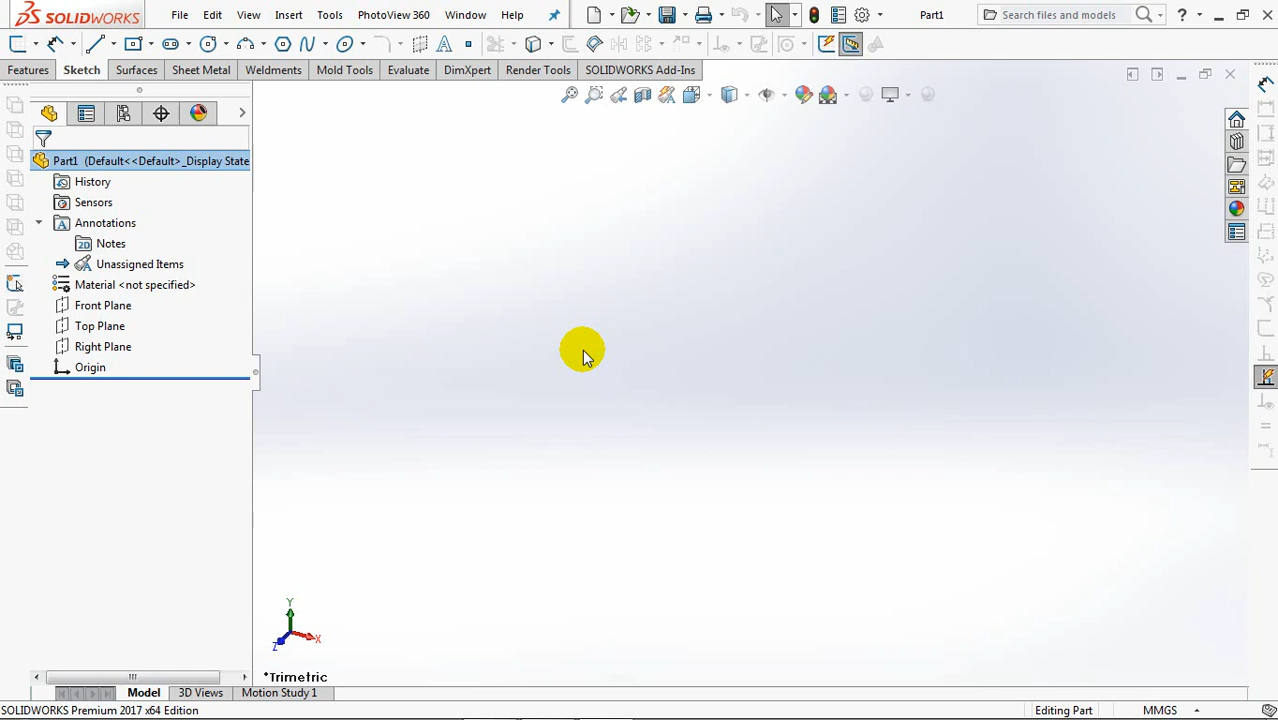 SOLIDWORKS File Edit View Insert Tools PhotoView 360 Window Help Part1 Search files and models ?
Features Sketch Surfaces Sheet Metal Weldments Mold Tools Evaluate DimXpert Render Tools SOLIDWORKS Add-Ins
Part1 (Default<<Default>_Display State
History
Sensors
Annotations
Notes
Unassigned Items
Material <not specified>
Front Plane
Top Plane
Right Plane
Origin
Y
X
Z
*Trimetric
Model 3D Views Motion Study 1
SOLIDWORKS Premium 2017 x64 Edition Editing Part MMGS